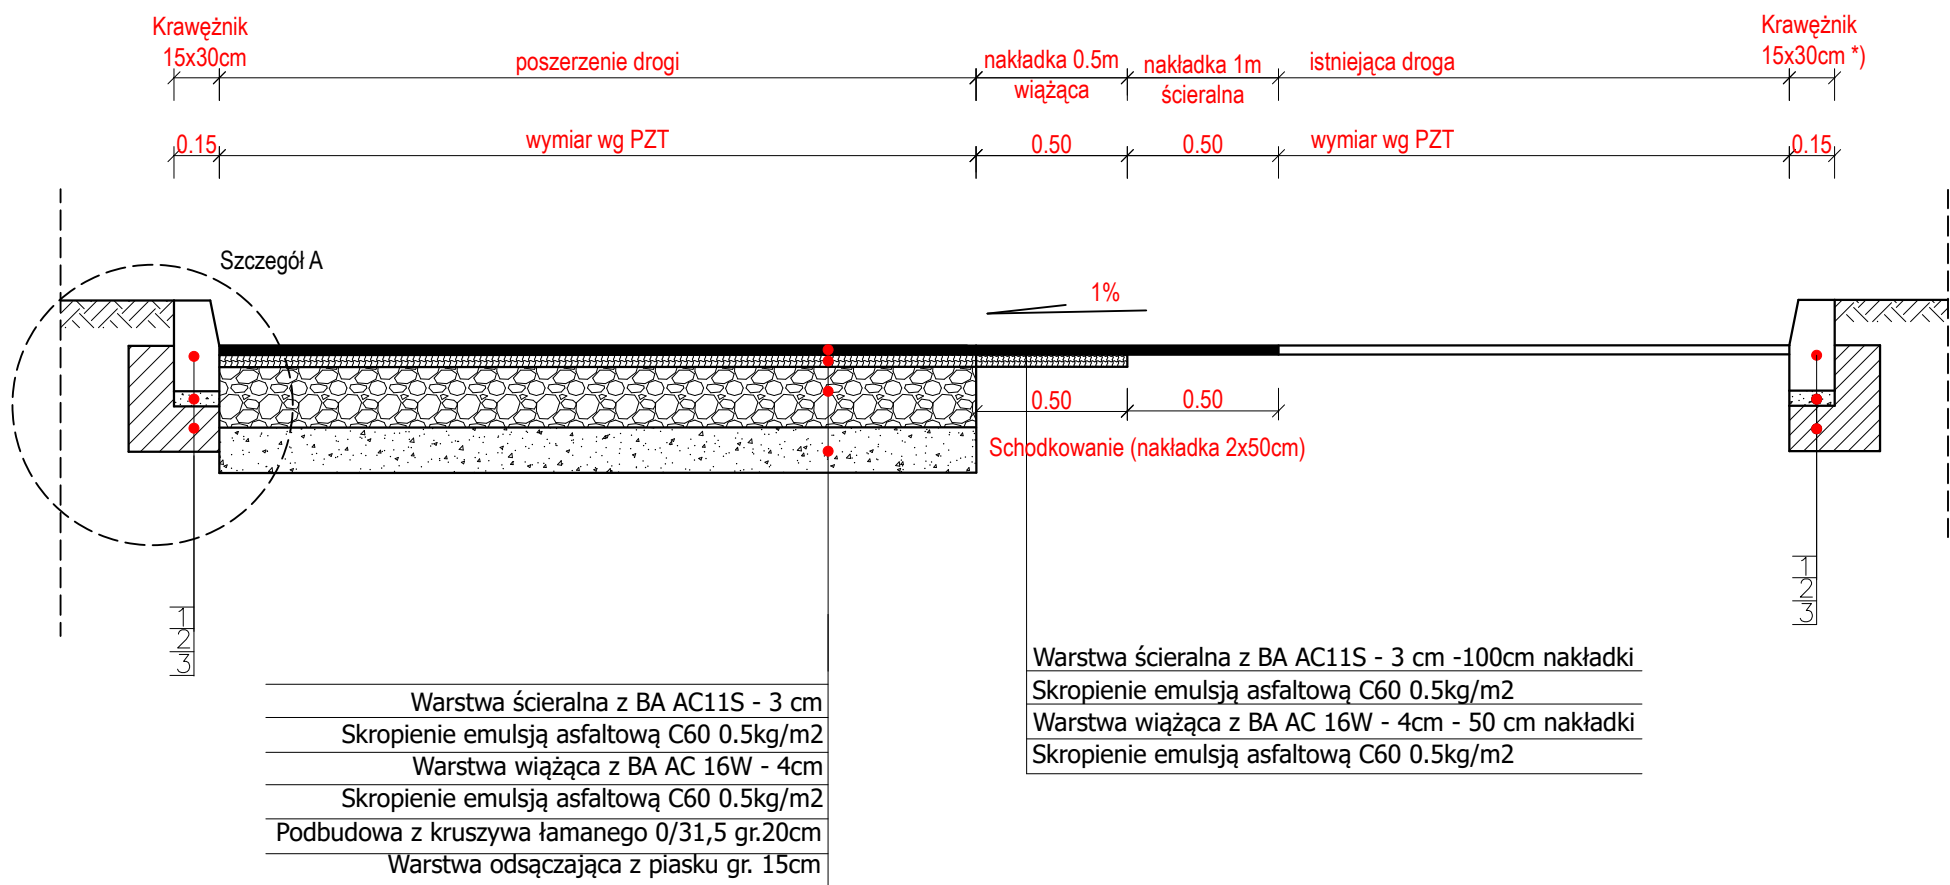 Krawężnik
15x30cm
poszerzenie drogi
nakładka 0.5m
wiążąca
nakładka 1m
ścieralna
istniejąca droga
Krawężnik
15x30cm *)
0.15
wymiar wg PZT
0.50
0.50
wymiar wg PZT
0.15
Szczegół A
1%
0.50
0.50
Schodkowanie (nakładka 2x50cm)
1
2
3
1
2
3
Warstwa ścieralna z BA AC11S - 3 cm
Skropienie emulsją asfaltową C60 0.5kg/m2
Warstwa wiążąca z BA AC 16W - 4cm
Skropienie emulsją asfaltową C60 0.5kg/m2
Podbudowa z kruszywa łamanego 0/31,5 gr.20cm
Warstwa odsączająca z piasku gr. 15cm
Warstwa ścieralna z BA AC11S - 3 cm -100cm nakładki
Skropienie emulsją asfaltową C60 0.5kg/m2
Warstwa wiążąca z BA AC 16W - 4cm - 50 cm nakładki
Skropienie emulsją asfaltową C60 0.5kg/m2